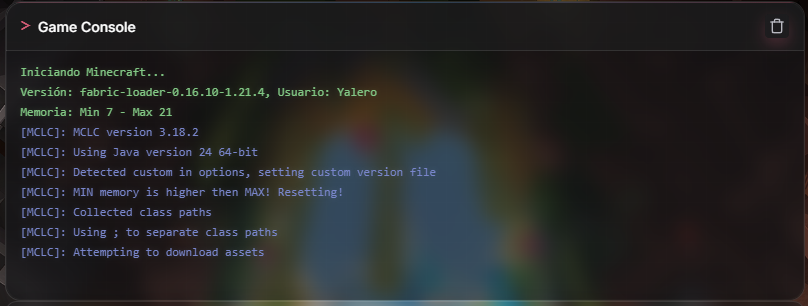 > Game Console
Iniciando Minecraft...
Versión: fabric-loader-0.16.10-1.21.4, Usuario: Yalero
Memoria: Min 7 - Max 21
[MCLC]: MCLC version 3.18.2
[MCLC]: Using Java version 24 64-bit
[MCLC]: Detected custom in options, setting custom version file
[MCLC]: MIN memory is higher then MAX! Resetting!
[MCLC]: Collected class paths
[MCLC]: Using ; to separate class paths
[MCLC]: Attempting to download assets